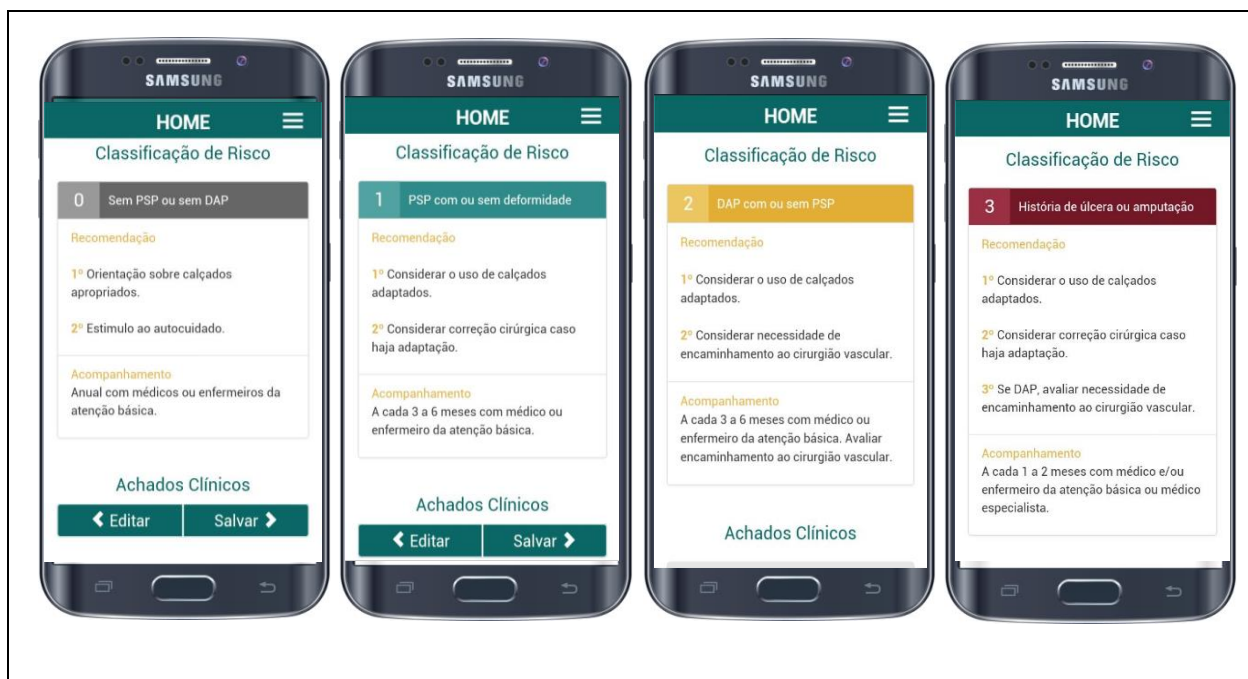 SAMSUNG
HOME
Classificação de Risco
0 Sem PSP ou sem DAP
Recomendação
1º Orientação sobre calçados
apropriados.
2º Estimulo ao autocuidado.
Acompanhamento
Anual com médicos ou enfermeiros da
atenção básica.
Achados Clínicos
Editar Salvar
SAMSUNG
HOME
Classificação de Risco
1 PSP com ou sem deformidade
Recomendação
1º Considerar o uso de calçados
adaptados.
2º Considerar correção cirúrgica caso
haja adaptação.
Acompanhamento
A cada 3 a 6 meses com médico ou
enfermeiro da atenção básica.
Achados Clínicos
Editar Salvar
SAMSUNG
HOME
Classificação de Risco
2 DAP com ou sem PSP
Recomendação
1º Considerar o uso de calçados
adaptados.
2º Considerar necessidade de
encaminhamento ao cirurgião vascular.
Acompanhamento
A cada 3 a 6 meses com médico ou
enfermeiro da atenção básica. Avaliar
encaminhamento ao cirurgião vascular.
Achados Clínicos
SAMSUNG
HOME
Classificação de Risco
3 História de úlcera ou amputação
Recomendação
1º Considerar o uso de calçados
adaptados.
2º Considerar correção cirúrgica caso
haja adaptação.
3º Se DAP, avaliar necessidade de
encaminhamento ao cirurgião vascular.
Acompanhamento
A cada 1 a 2 meses com médico e/ou
enfermeiro da atenção básica ou médico
especialista.